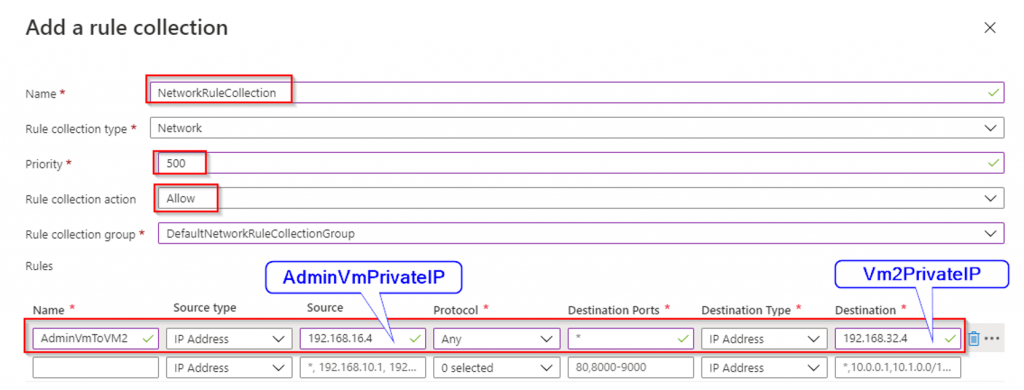 Add a rule collection
Name * NetworkRuleCollection
Rule collection type * Network
Priority * 500
Rule collection action Allow
Rule collection group * DefaultNetworkRuleCollectionGroup
Rules
AdminVmPrivateIP Vm2PrivateIP
Name * Source type Source Protocol * Destination Ports * Destination Type * Destination *
AdminVmToVM2 IP Address 192.168.16.4 Any * IP Address 192.168.32.4
IP Address *, 192.168.10.1, 192... 0 selected 80,8000-9000 IP Address *,10.0.0.1,10.1.0.0/1...